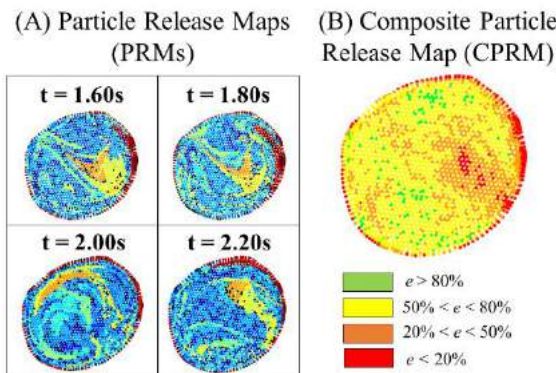 (A) Particle Release Maps
(PRMs)
t = 1.60s
t = 1.80s
t = 2.00s
t = 2.20s
(B) Composite Particle
Release Map (CPRM)
e > 80%
50% < e < 80%
20% < e < 50%
e < 20%